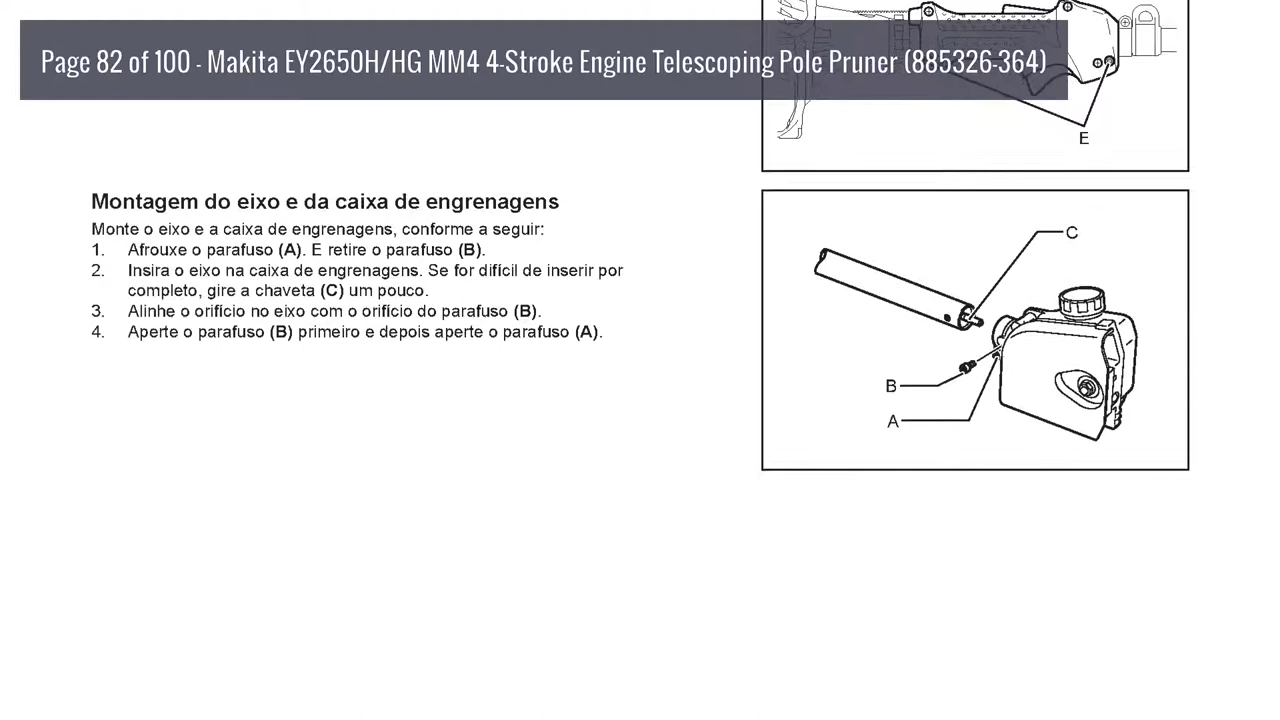 Page 82 of 100 - Makita EY2650H/HG MM4 4-Stroke Engine Telescoping Pole Pruner (885326-364)
E
Montagem do eixo e da caixa de engrenagens
Monte o eixo e a caixa de engrenagens, conforme a seguir:
1. Afrouxe o parafuso (A). E retire o parafuso (B).
2. Insira o eixo na caixa de engrenagens. Se for difícil de inserir por
completo, gire a chaveta (C) um pouco.
3. Alinhe o orifício no eixo com o orifício do parafuso (B).
4. Aperte o parafuso (B) primeiro e depois aperte o parafuso (A).
C
B
A